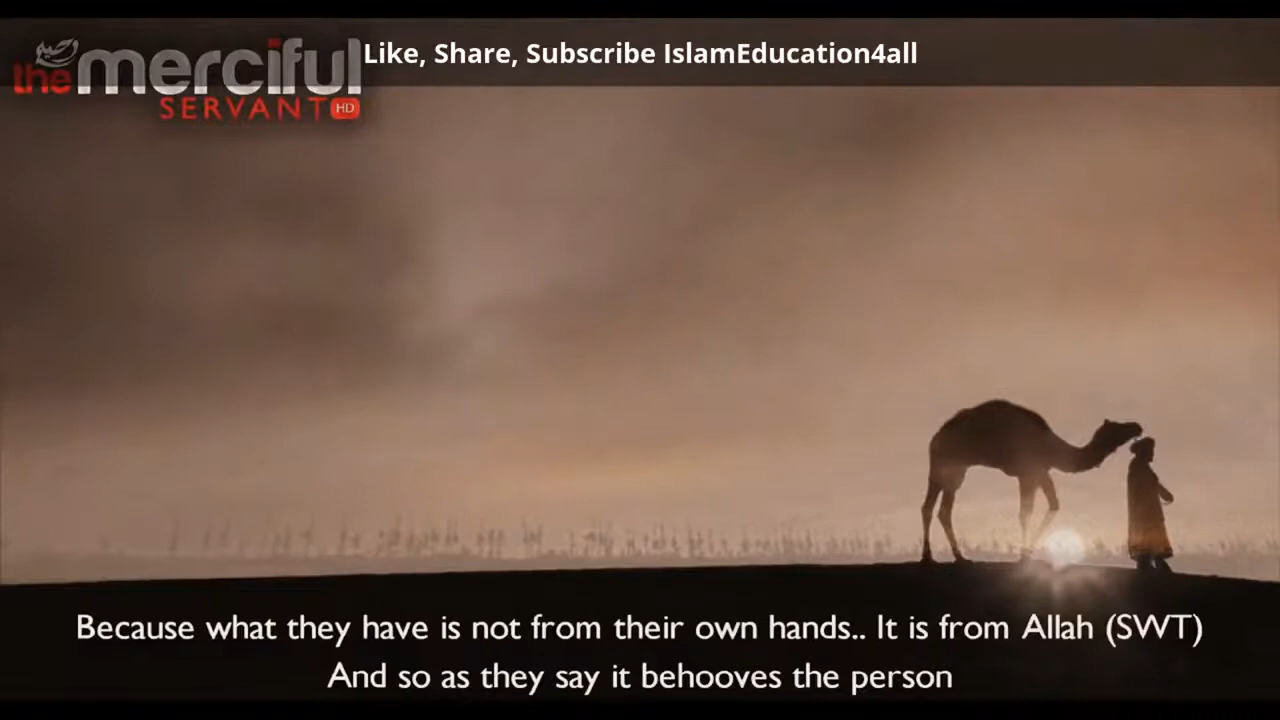 the merciful
SERVANT HD
Like, Share, Subscribe IslamEducation4all
Because what they have is not from their own hands.. It is from Allah (SWT)
And so as they say it behooves the person